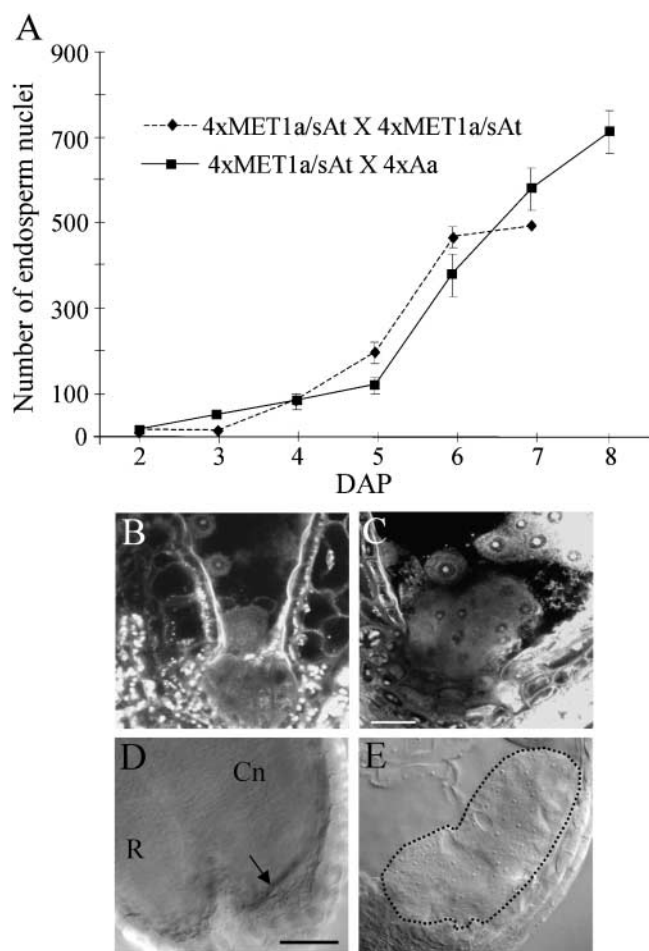 A
Number of endosperm nuclei
900
700
500
300
100
0
4xMET1a/sAt X 4xMET1a/sAt
4xMET1a/sAt X 4xAa
2 3 4 5 6 7 8
DAP
B
C
D
Cn
R
E